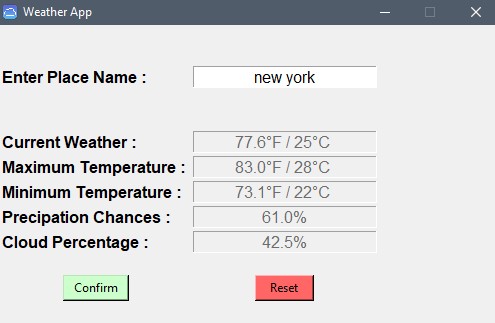 Weather App
Enter Place Name : new york
Current Weather : 77.6°F / 25°C
Maximum Temperature : 83.0°F / 28°C
Minimum Temperature : 73.1°F / 22°C
Precipation Chances : 61.0%
Cloud Percentage : 42.5%
Confirm Reset